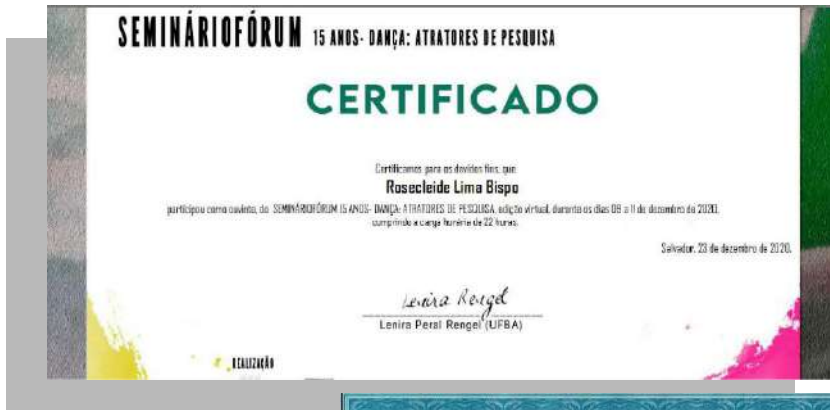 SEMINÁRIOFÓRUM 15 ANOS- DANÇA: ATRATORES DE PESQUISA
CERTIFICADO
Certificamos para os devidos fins, que
Rosecleide Lima Bispo
participou como ouvinte, do SEMINÁRIOFÓRUM 15 ANOS- DANÇA: ATRATORES DE PESQUISA, edição virtual, durante os dias 08 a 11 de dezembro de 2020,
cumprindo a carga horária de 22 horas.
Salvador, 23 de dezembro de 2020.
Lenira Rengel
Lenira Peral Rengel (UFBA)
REALIZAÇÃO